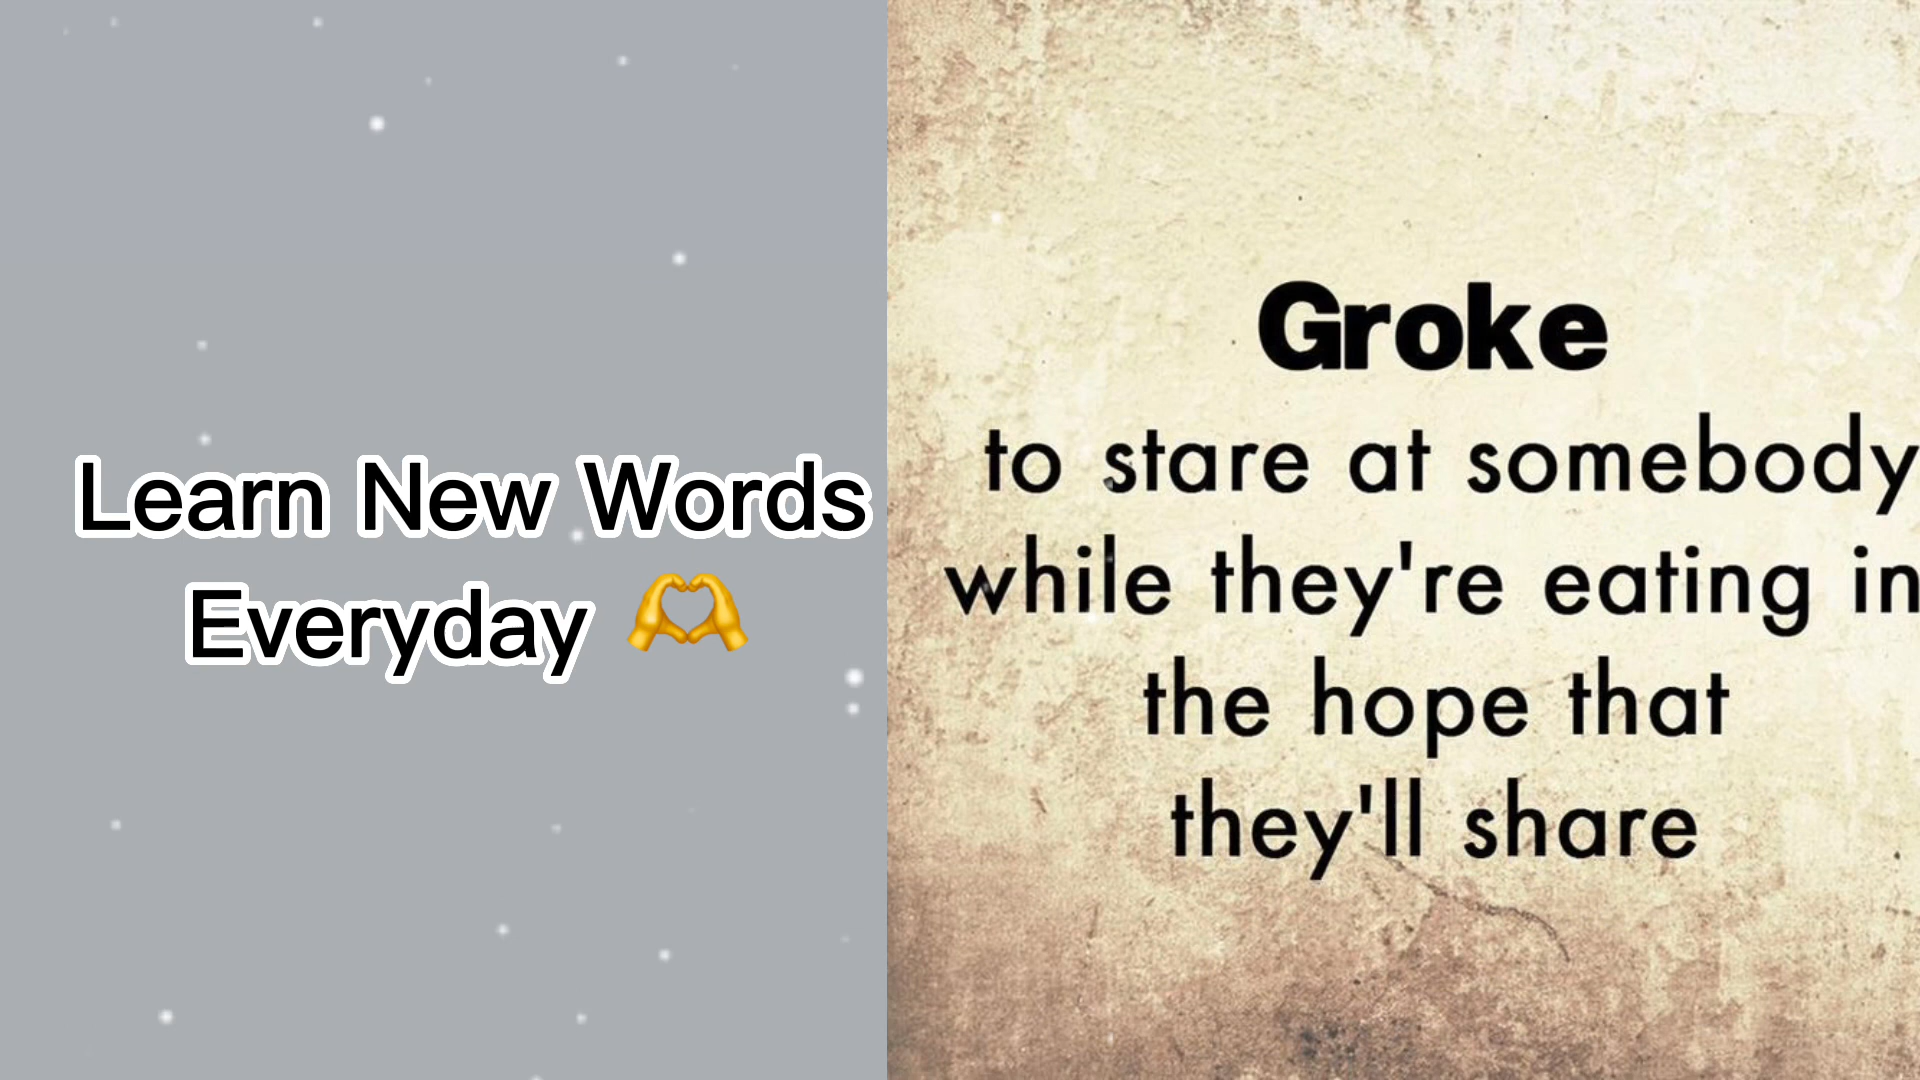 Learn New Words
Everyday 🫶
Groke
to stare at somebody
while they're eating in
the hope that
they'll share